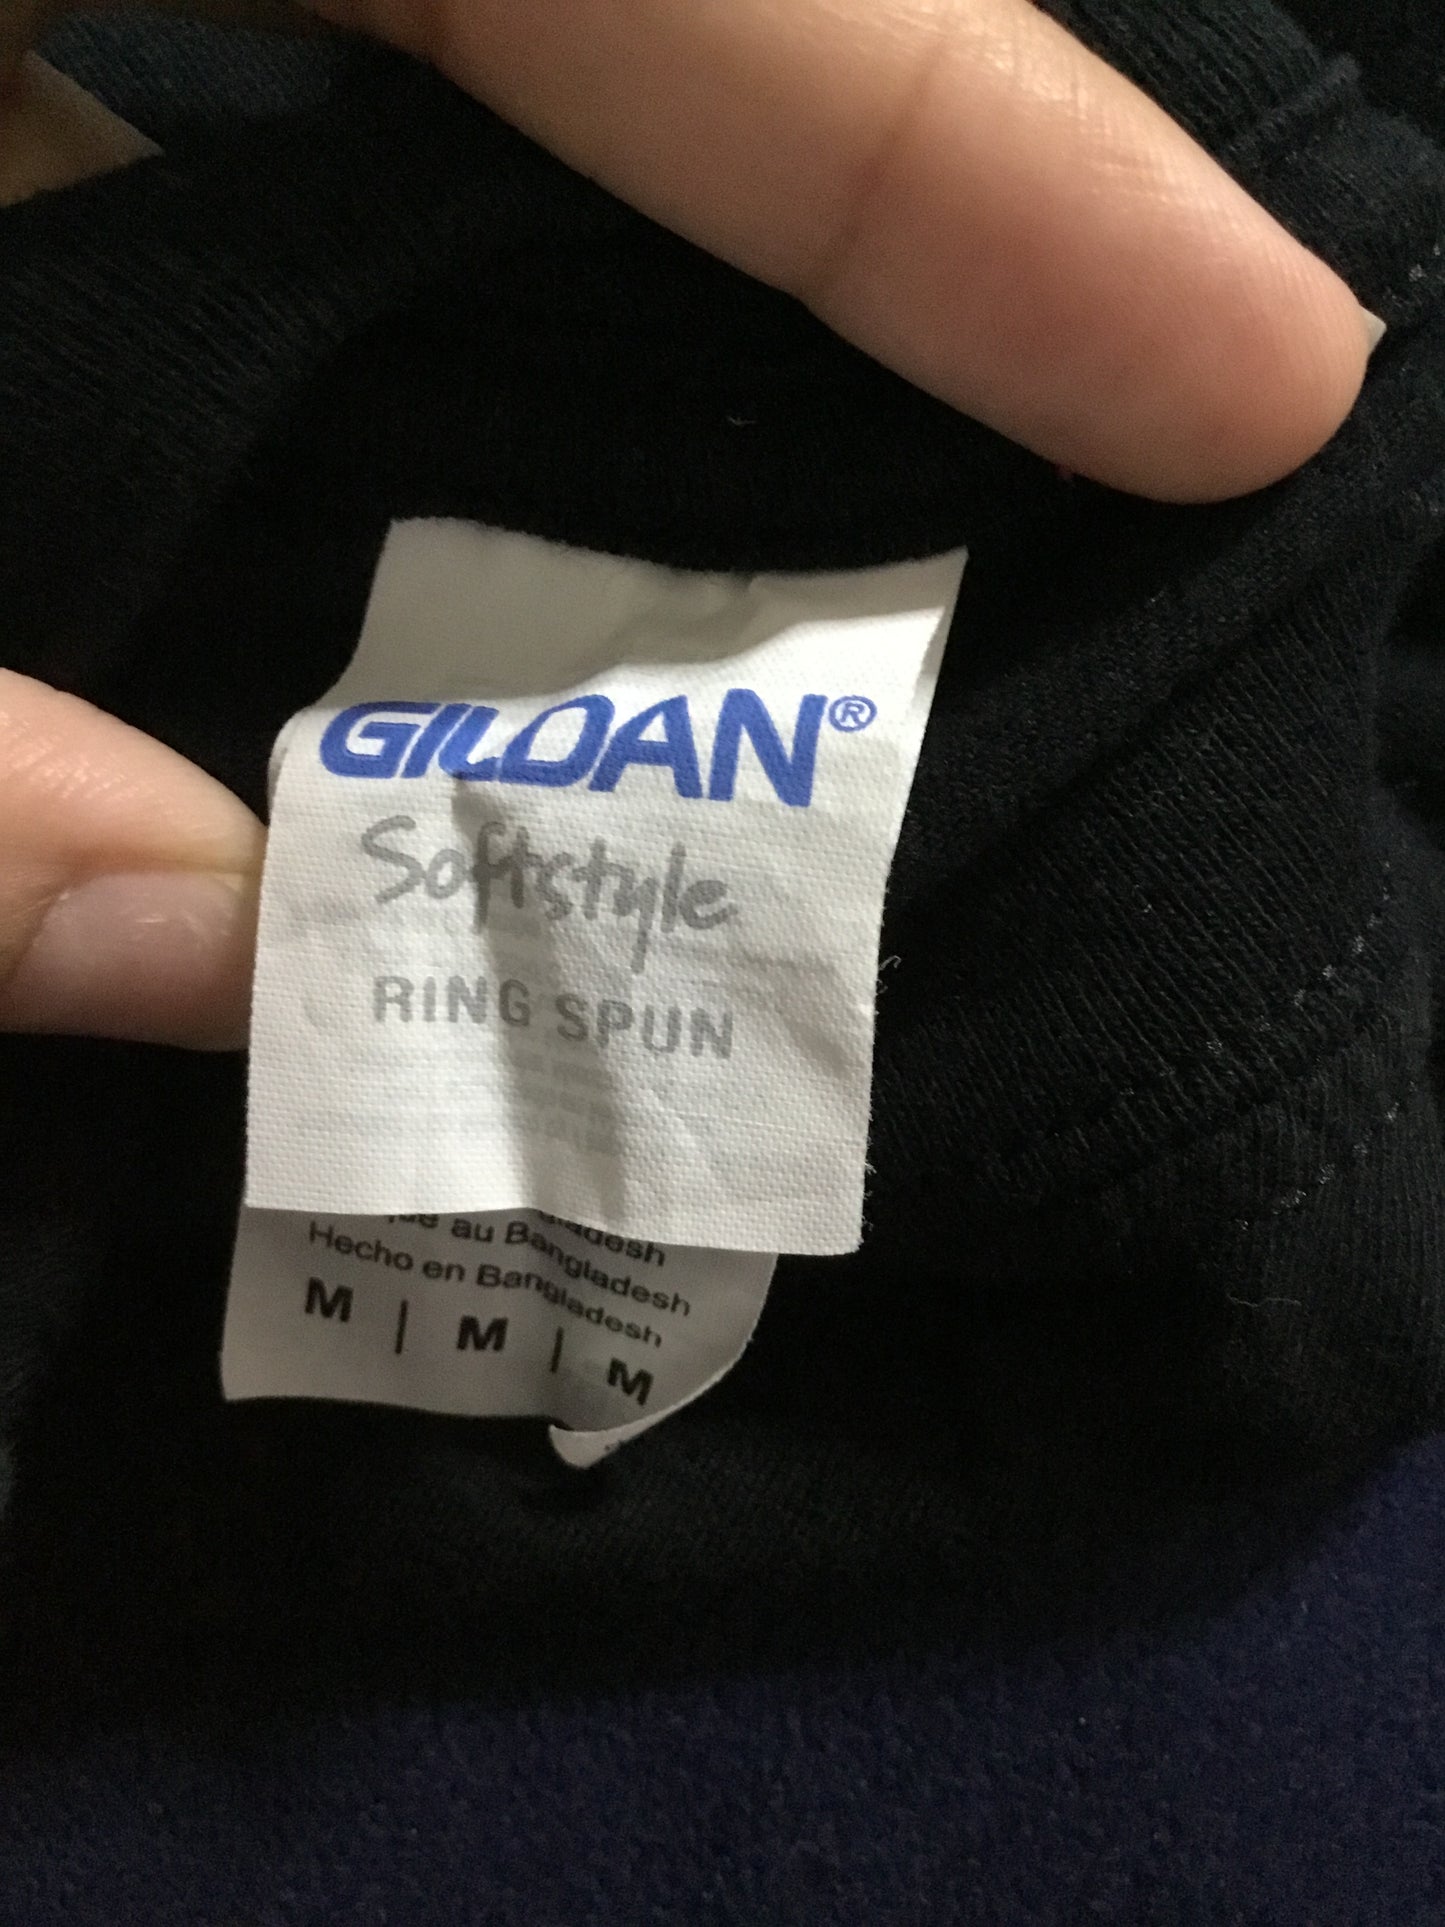 GILDAN®
Softstyle
RING SPUN
au Bangladesh
Hecho en Bangladesh
M | M | M